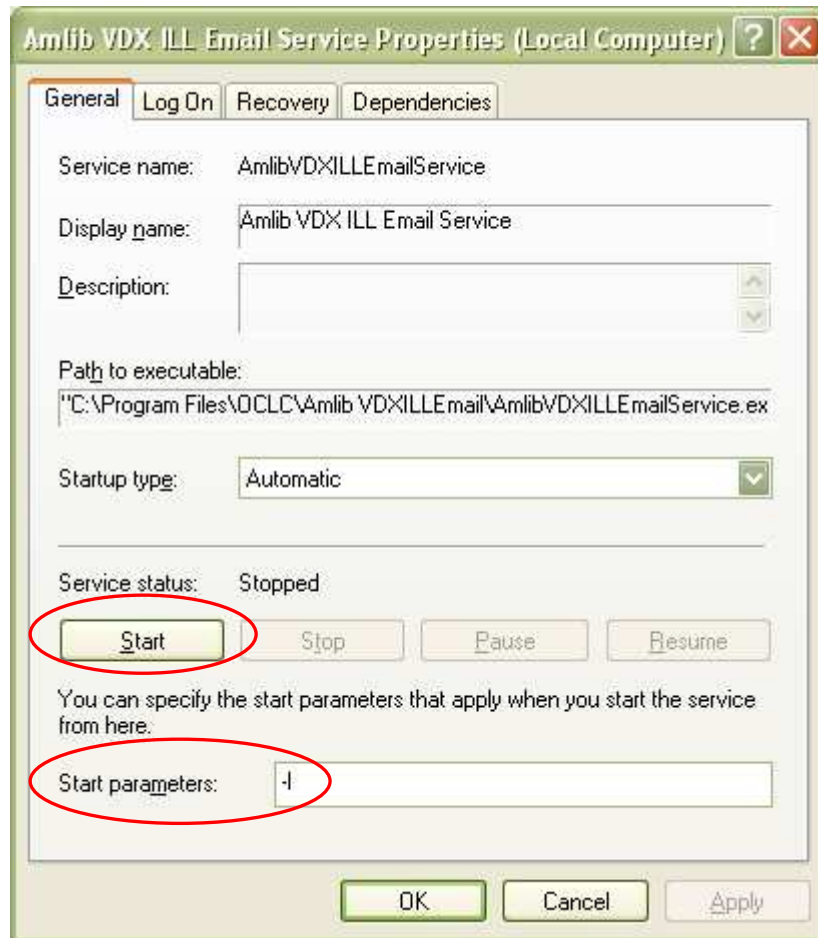 Amlib VDX ILL Email Service Properties (Local Computer) ?
General Log On Recovery Dependencies
Service name: AmlibVDXILLEmailService
Display name: Amlib VDX ILL Email Service
Description:
Path to executable:
"C:\Program Files\OCLC\Amlib VDXILLEmail\AmlibVDXILLEmailService.ex
Startup type: Automatic
Service status: Stopped
Start Stop Pause Resume
You can specify the start parameters that apply when you start the service
from here.
Start parameters: -l
OK Cancel Apply